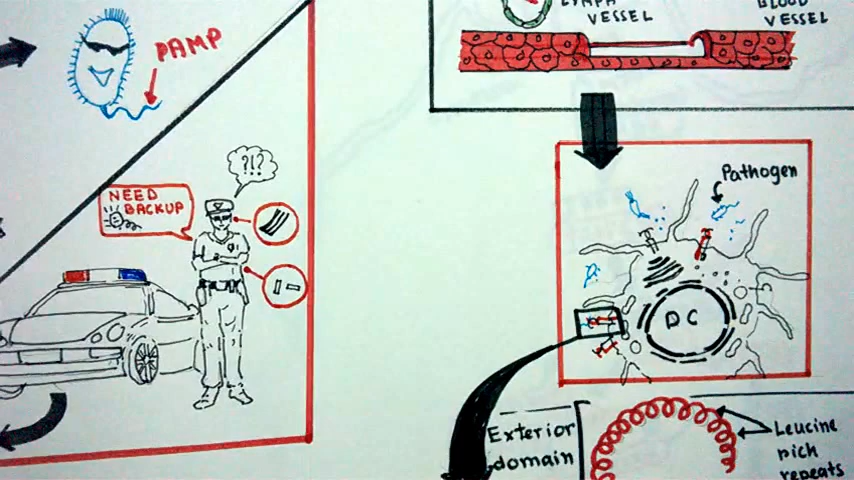 PAMP
?!?
NEED
BACKUP
VESSEL
VESSEL
Pathogen
DC
Exterior
domain
Leucine
rich
repeats